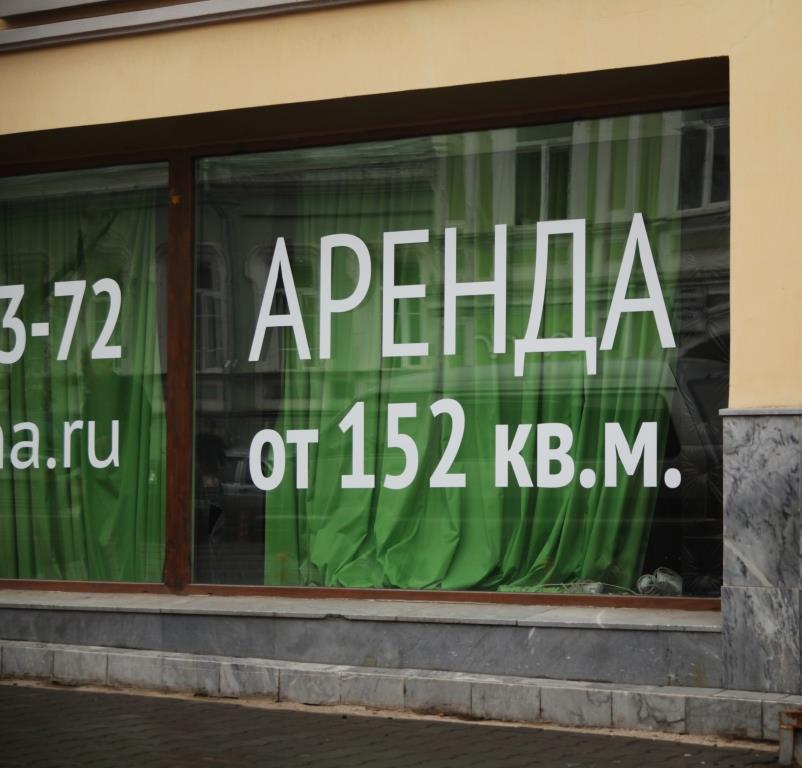 3-72
na.ru
АРЕНДА
от 152 кв.м.